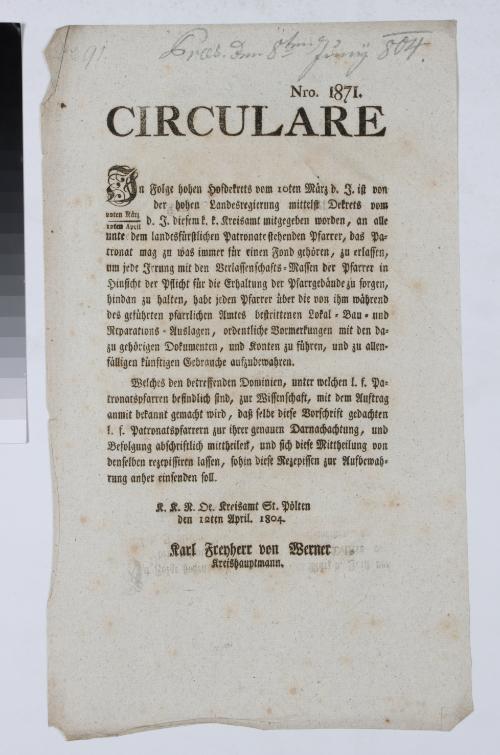 91
Præs. den 8ten Juny 804.
Nro. 1871.
CIRCULARE
In Folge hohen Hofdekrets vom 10ten März d. J. ist von
der hohen Landesregierung mittelst Dekrets vom
10ten März
10ten April
d. J. diesem k. k. Kreisamt mitgegeben worden, an alle
unte dem landesfürstlichen Patronate stehenden Pfarrer, das Pa-
tronat mag zu was immer für einen Fond gehören, zu erlassen,
um jede Irrung mit den Verlassenschafts-Massen der Pfarrer in
Hinsicht der Pflicht für die Erhaltung der Pfarrgebäude zu sorgen,
hindan zu halten, habe jeden Pfarrer über die von ihm während
des geführten pfarrlichen Amtes bestrittenen Lokal-Bau- und
Reparations-Auslagen, ordentliche Vormerkungen mit den da-
zu gehörigen Dokumenten, und Konten zu führen, und zu allen-
fälligen künftigen Gebrauche aufzubewahren.
Welches den betreffenden Dominien, unter welchen l. f. Pa-
tronatspfarren befindlich sind, zur Wissenschaft, mit dem Auftrag
anmit bekannt gemacht wird, daß selbe diese Vorschrift gedachten
l. f. Patronatspfarrern zur ihrer genauen Darnachachtung, und
Befolgung abschriftlich mittheilen, und sich diese Mittheilung von
denselben rezepissiren lassen, sohin diese Rezepissen zur Aufbewah-
rung anher einsenden soll.
K. K. N. Oe. Kreisamt St. Pölten
den 12ten April. 1804.
Karl Freyherr von Werner
Kreishauptmann.